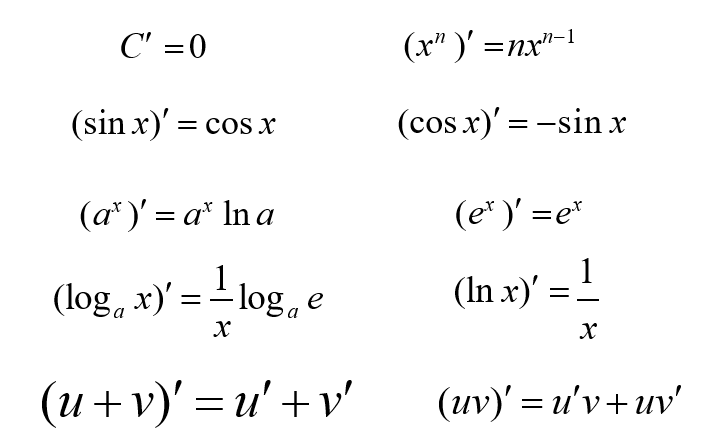 C′ = 0
(xⁿ)′ = nxⁿ⁻¹
(sin x)′ = cos x
(cos x)′ = −sin x
(aˣ)′ = aˣ ln a
(eˣ)′ = eˣ
(logₐ x)′ = 1/x logₐ e
(ln x)′ = 1/x
(u + v)′ = u′ + v′
(uv)′ = u′v + uv′